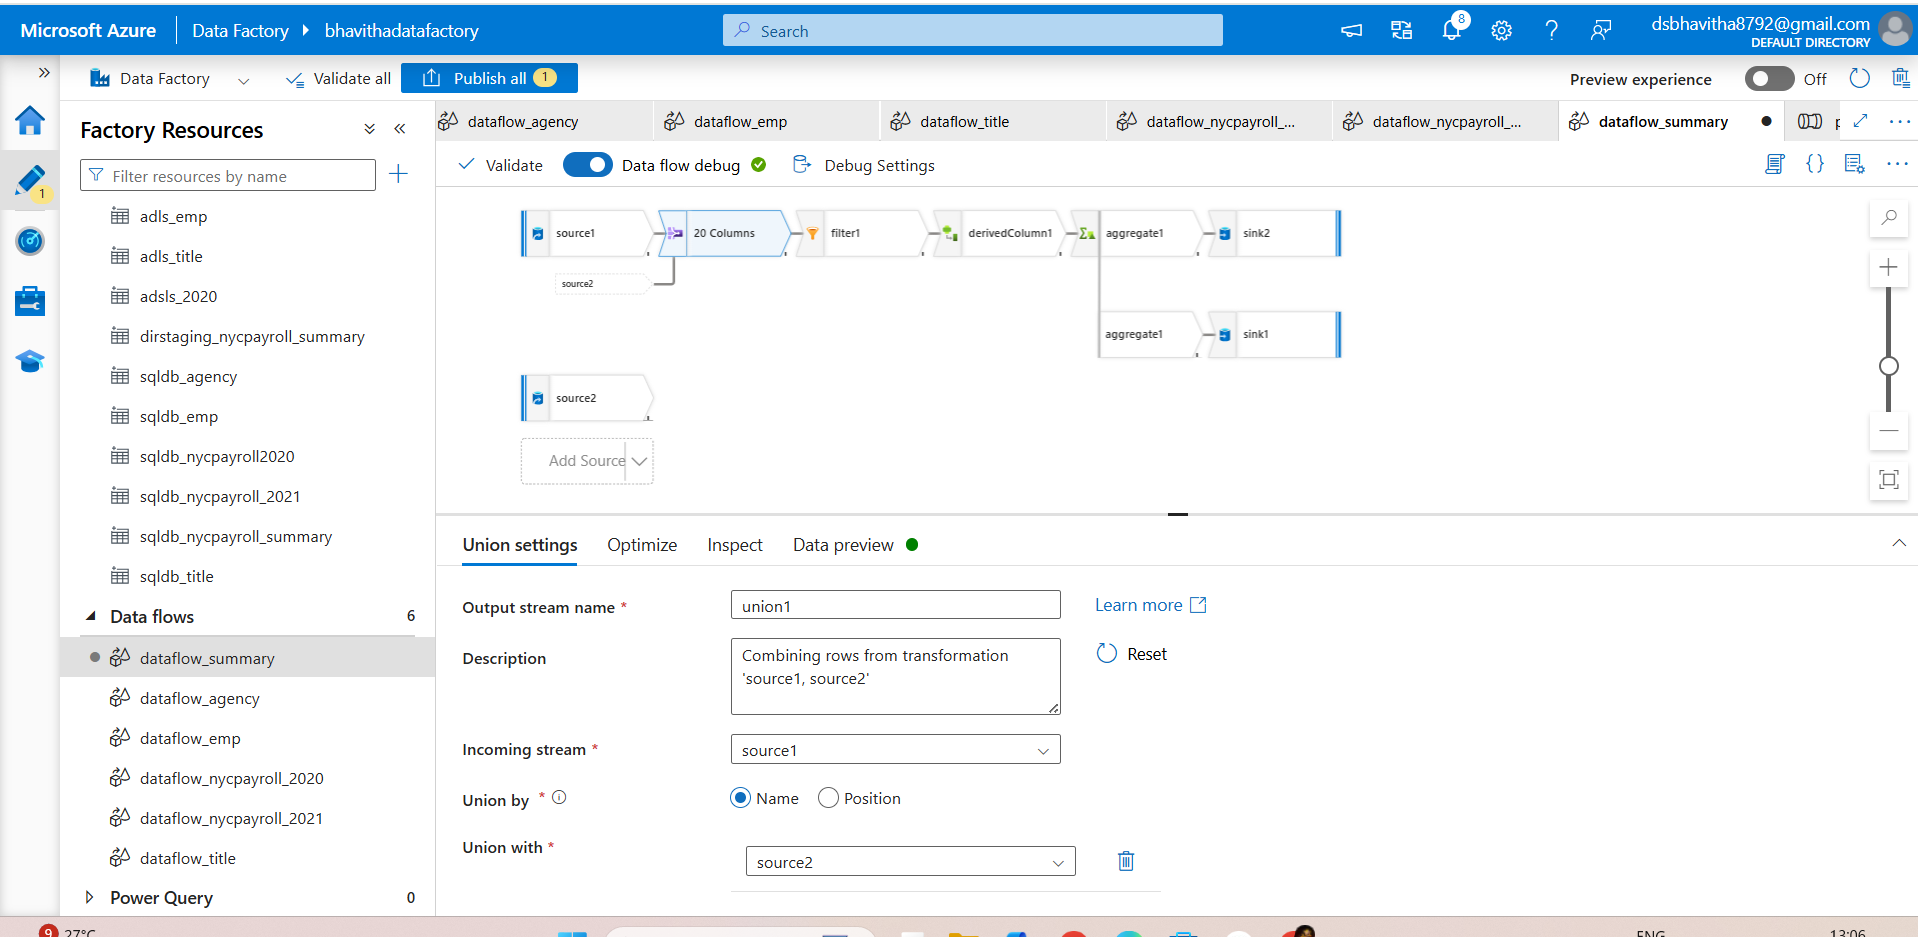 Microsoft Azure
Data Factory
bhavithadatafactory
Search
8
dsbhavitha8792@gmail.com
DEFAULT DIRECTORY
Data Factory
Validate all
Publish all
1
Preview experience
Off
1
Factory Resources
Filter resources by name
adls_emp
adls_title
adsls_2020
dirstaging_nycpayroll_summary
sqldb_agency
sqldb_emp
sqldb_nycpayroll2020
sqldb_nycpayroll_2021
sqldb_nycpayroll_summary
sqldb_title
Data flows
6
dataflow_summary
dataflow_agency
dataflow_emp
dataflow_nycpayroll_2020
dataflow_nycpayroll_2021
dataflow_title
Power Query
0
dataflow_agency
dataflow_emp
dataflow_title
dataflow_nycpayroll_...
dataflow_nycpayroll_...
dataflow_summary
Validate
Data flow debug
Debug Settings
source1
20 Columns
filter1
derivedColumn1
aggregate1
sink2
source2
aggregate1
sink1
source2
Add Source
Union settings
Optimize
Inspect
Data preview
Output stream name *
union1
Learn more
Description
Combining rows from transformation
'source1, source2'
Reset
Incoming stream *
source1
Union by *
Name
Position
Union with *
source2
9
27°C
ENG
13:06